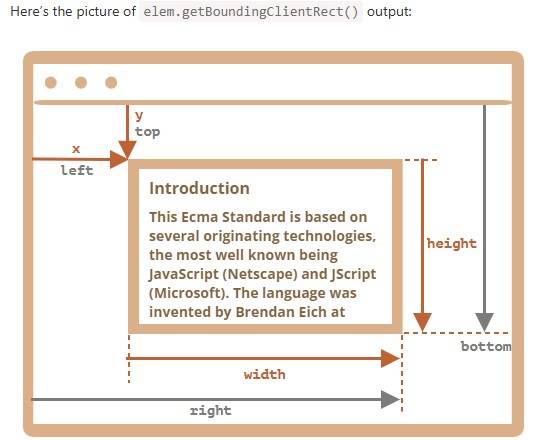 Here's the picture of elem.getBoundingClientRect() output:
y
top
x
left
Introduction
This Ecma Standard is based on
several originating technologies,
the most well known being
JavaScript (Netscape) and JScript
(Microsoft). The language was
invented by Brendan Eich at
height
bottom
width
right